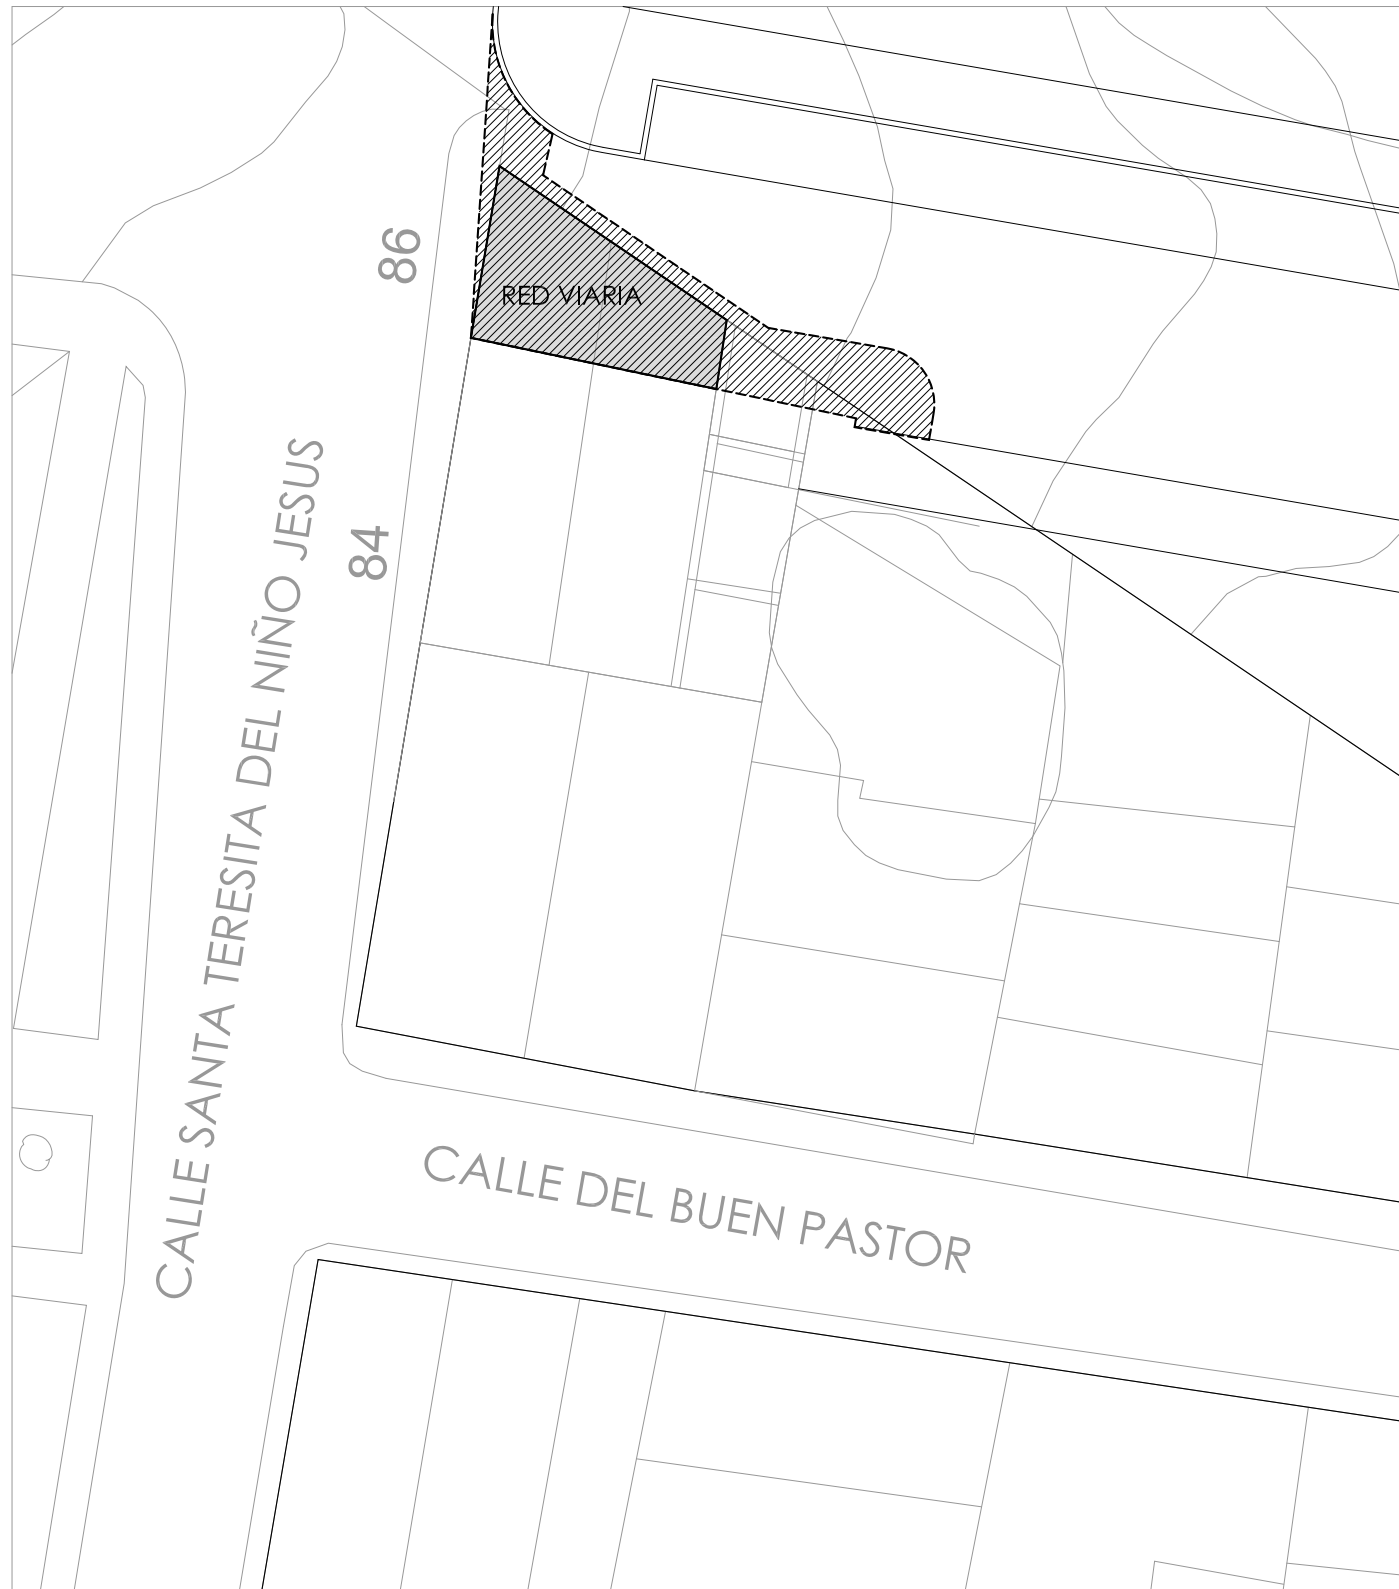 86
RED VIARIA
84
CALLE SANTA TERESITA DEL NIÑO JESUS
CALLE DEL BUEN PASTOR